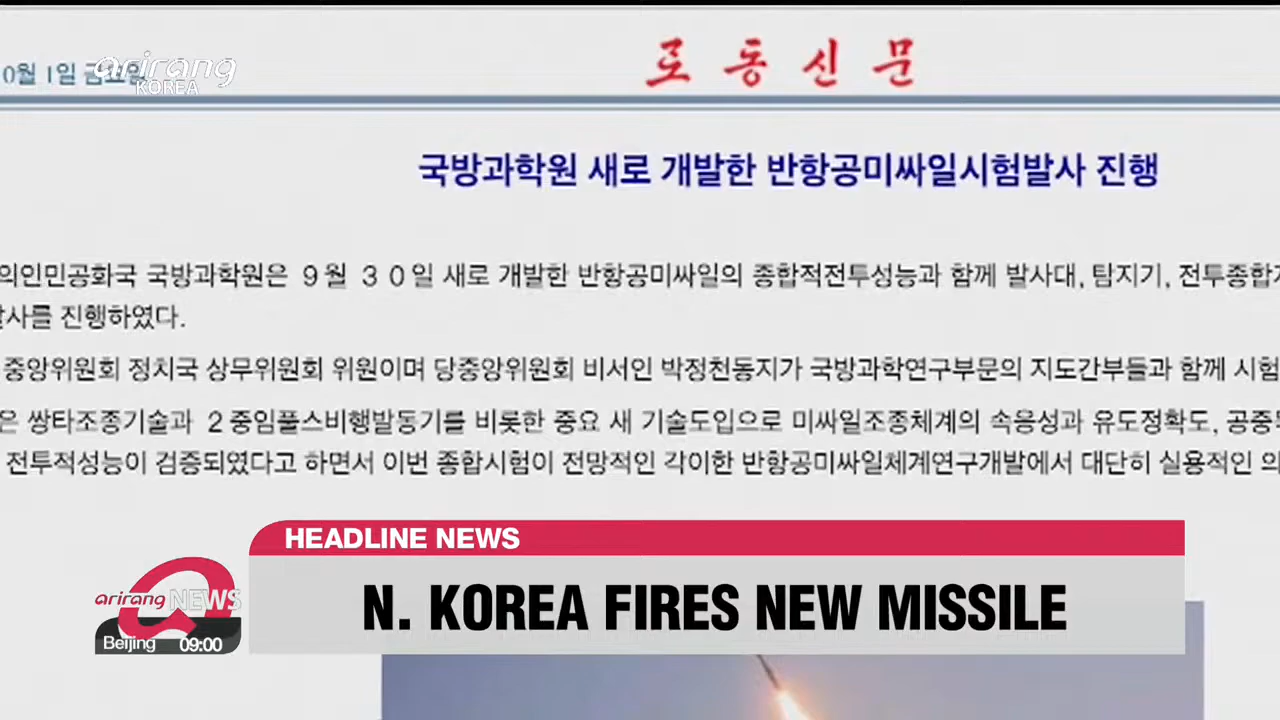 0월 1일 금요일
arirang
KOREA
로동신문
국방과학원 새로 개발한 반항공미싸일시험발사 진행
의인민공화국 국방과학원은 9월 30일 새로 개발한 반항공미싸일의 종합적전투성능과 함께 발사대, 탐지기, 전투종합지
발사를 진행하였다.
중앙위원회 정치국 상무위원회 위원이며 당중앙위원회 비서인 박정천동지가 국방과학연구부문의 지도간부들과 함께 시험
은 쌍타조종기술과 2중임풀스비행발동기를 비롯한 중요 새 기술도입으로 미싸일조종체계의 속응성과 유도정확도, 공중
전투적성능이 검증되였다고 하면서 이번 종합시험이 전망적인 각이한 반항공미싸일체계연구개발에서 대단히 실용적인 의
HEADLINE NEWS
N. KOREA FIRES NEW MISSILE
arirang NEWS
Beijing 09:00